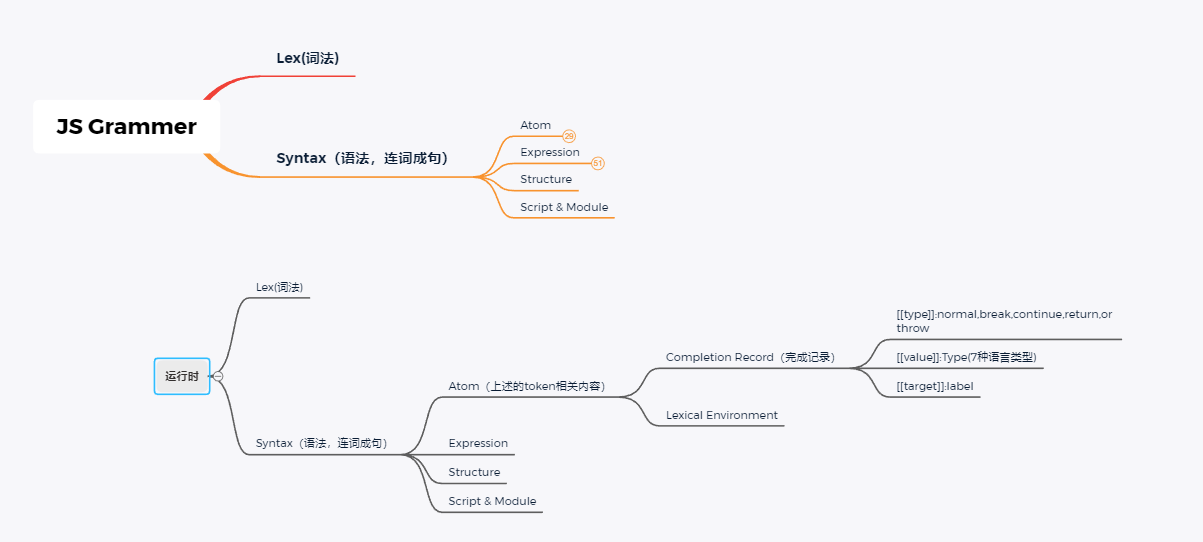 Lex(词法)
JS Grammer
Syntax（语法，连词成句）
Atom
29
Expression
51
Structure
Script & Module
运行时
Lex(词法)
Syntax（语法，连词成句）
Atom（上述的token相关内容）
Completion Record（完成记录）
[[type]]:normal,break,continue,return,or
throw
[[value]]:Type(7种语言类型)
[[target]]:label
Lexical Environment
Expression
Structure
Script & Module